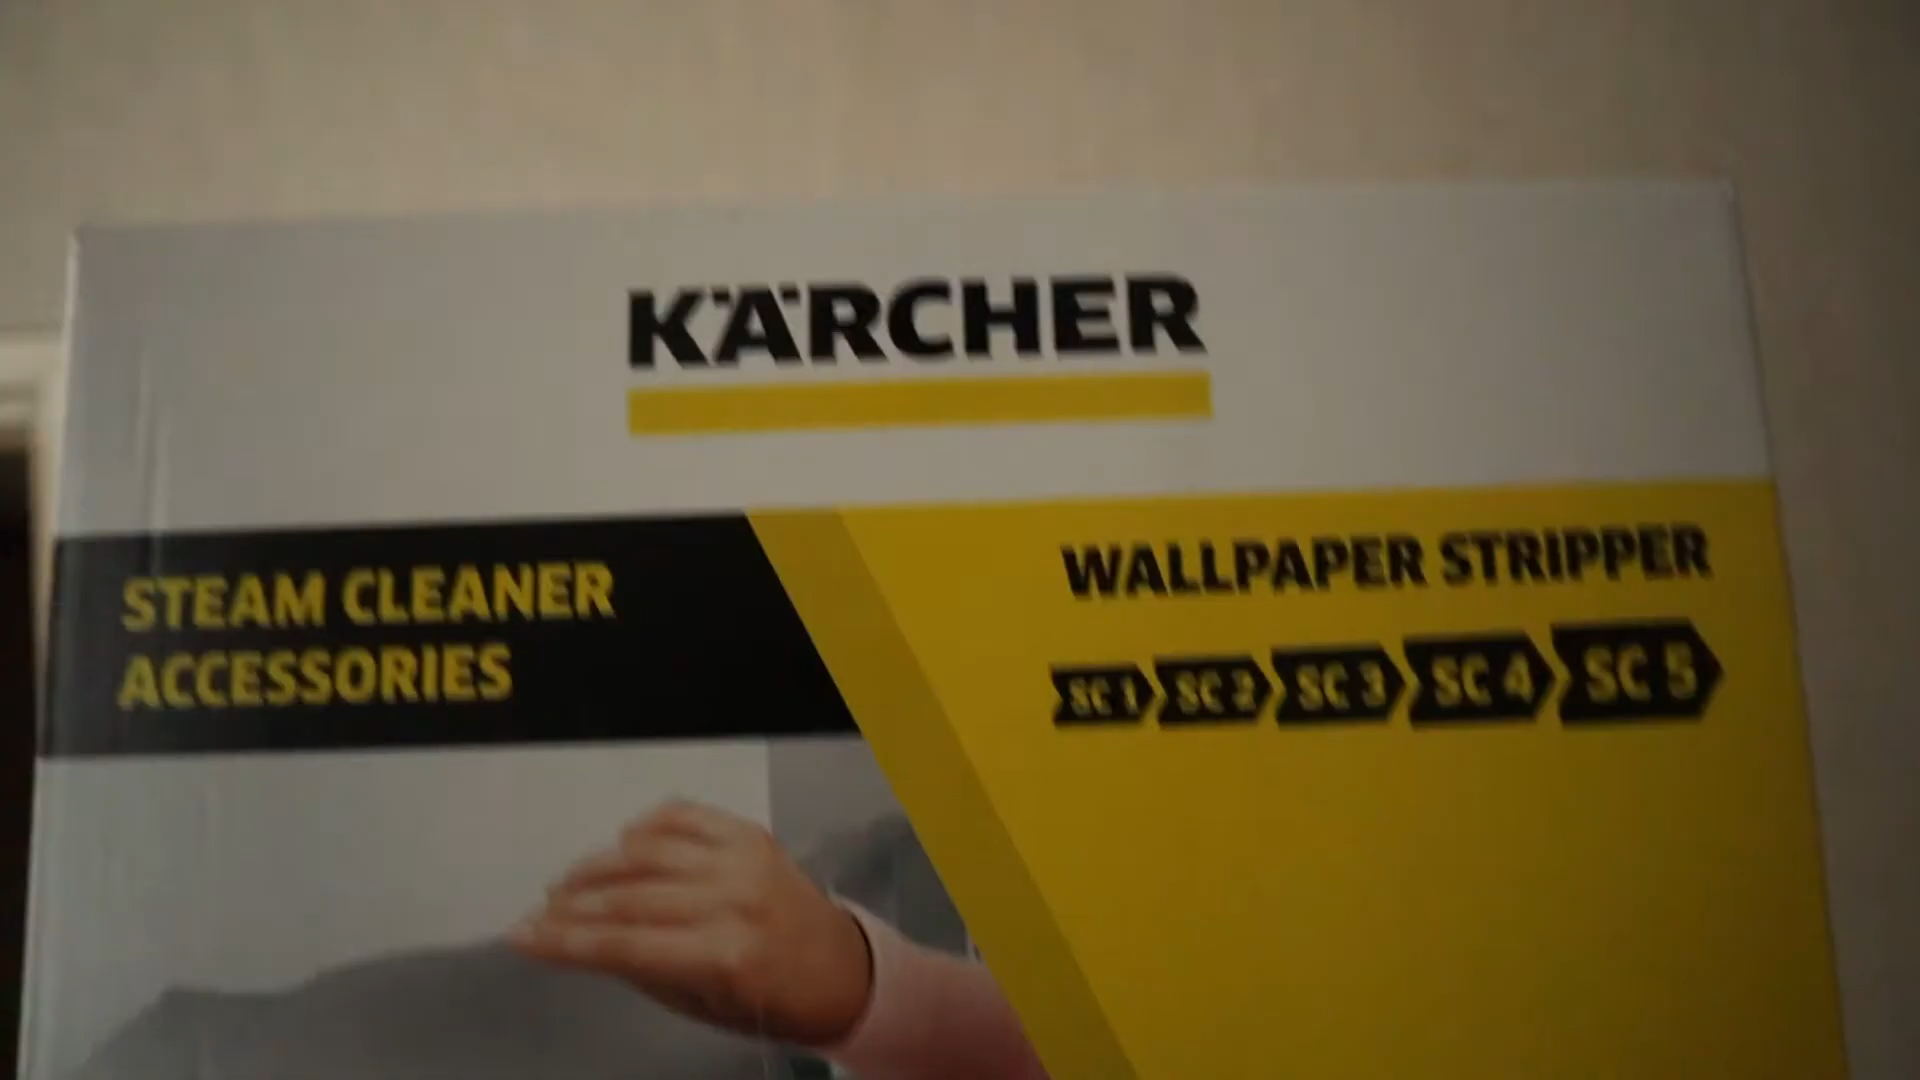 KÄRCHER
STEAM CLEANER
ACCESSORIES
WALLPAPER STRIPPER
SC 1 SC 2 SC 3 SC 4 SC 5